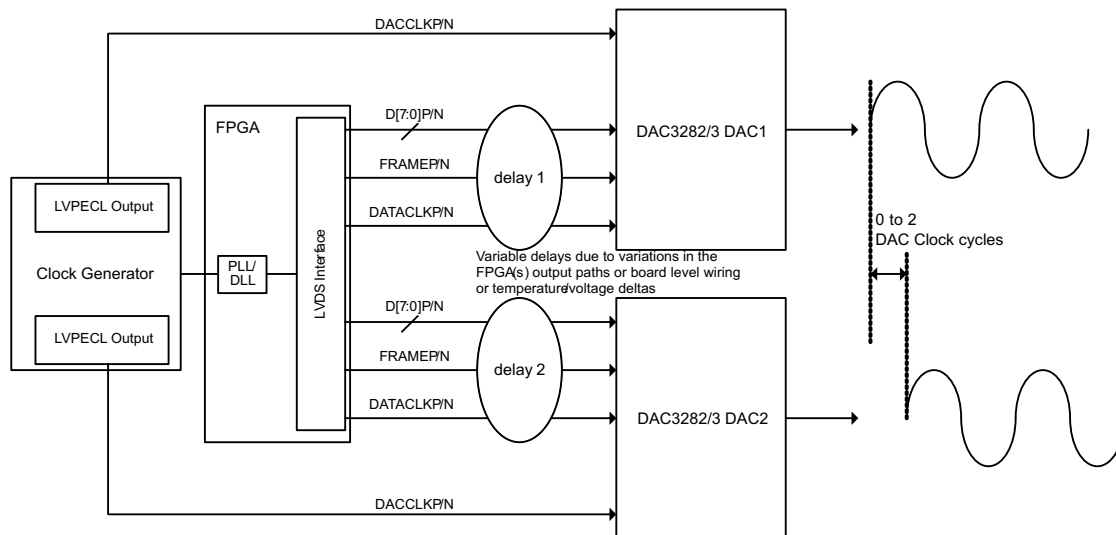 DACCLKP/N
FPGA
D[7:0]P/N
DAC3282/3 DAC1
FRAMEP/N
delay 1
LVPECL Output
DATACLKP/N
0 to 2
DAC Clock cycles
Clock Generator
PLL/
DLL
LVDS Interface
Variable delays due to variations in the
FPGA(s) output paths or board level wiring
or temperature/voltage deltas
D[7:0]P/N
LVPECL Output
FRAMEP/N
delay 2
DATACLKP/N
DAC3282/3 DAC2
DACCLKP/N